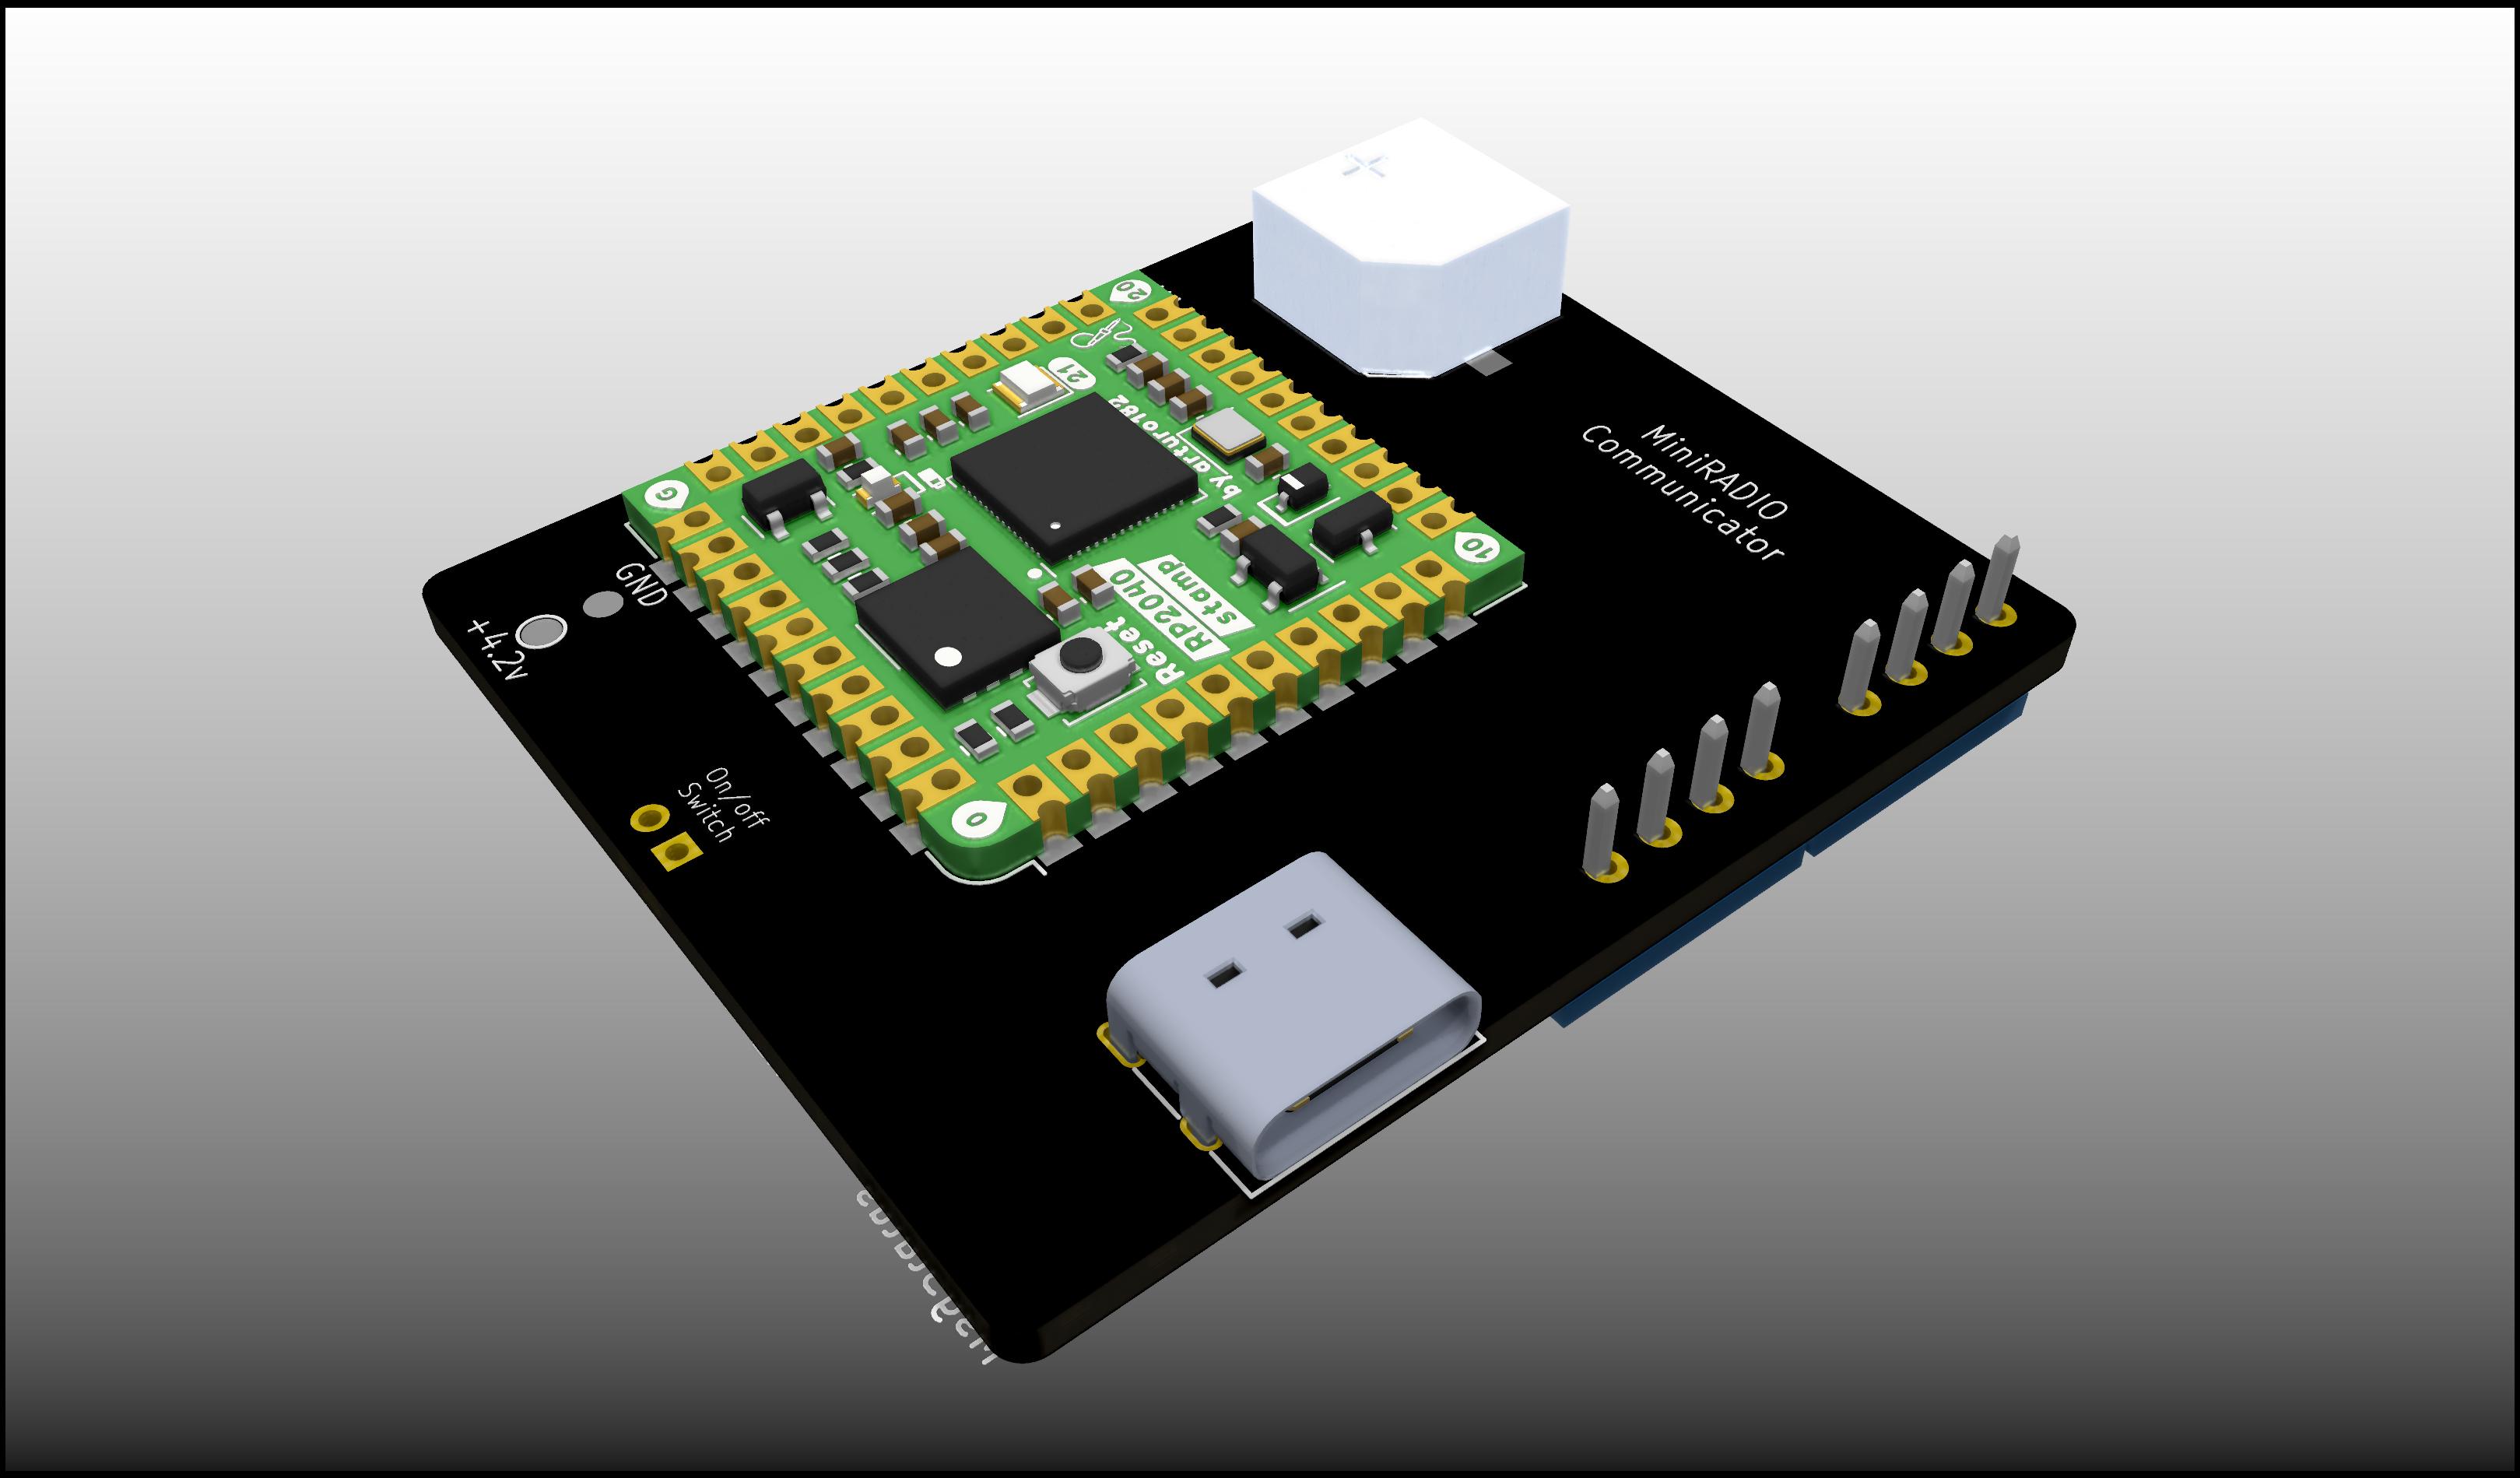 MiniRADIO
Communicator
GND
+4.2v
On/off
Switch
20
21
by arturo182
G
10
RP2040
stamp
Reset
0